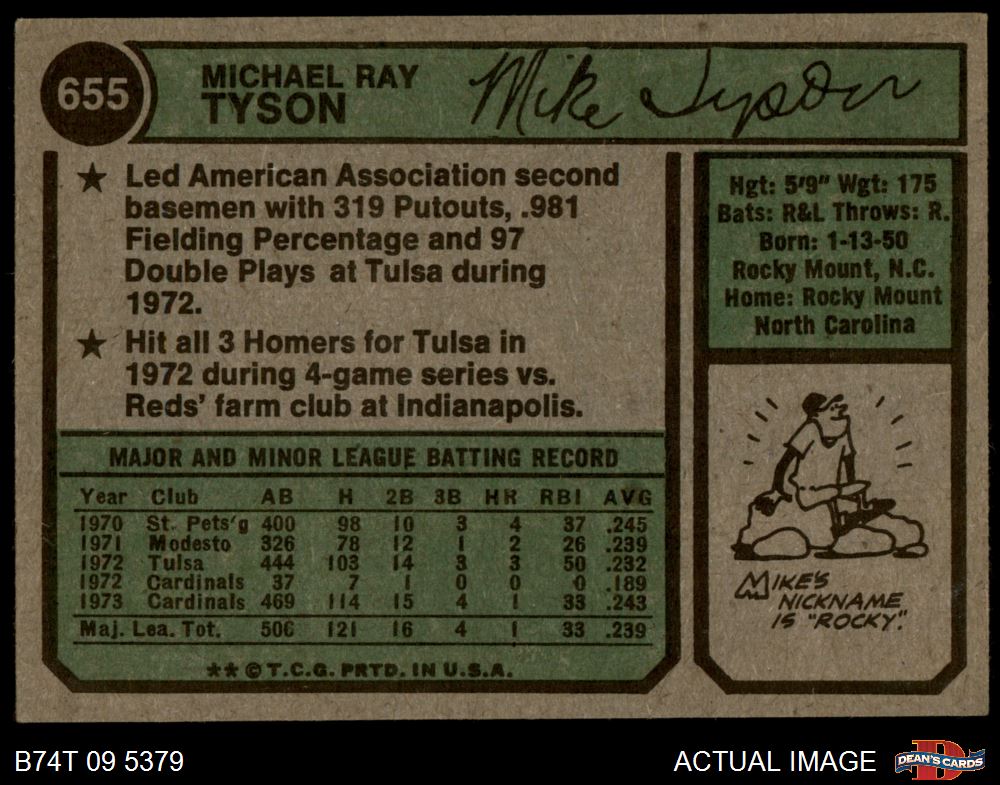 655
MICHAEL RAY
TYSON
Mike Tyson
★ Led American Association second
basemen with 319 Putouts, .981
Fielding Percentage and 97
Double Plays at Tulsa during
1972.
★ Hit all 3 Homers for Tulsa in
1972 during 4-game series vs.
Reds' farm club at Indianapolis.
MAJOR AND MINOR LEAGUE BATTING RECORD
Year Club AB H 2B 3B HR RBI AVG
1970 St. Pets'g 400 98 10 3 4 37 .245
1971 Modesto 326 78 12 1 2 26 .239
1972 Tulsa 444 103 14 3 3 50 .232
1972 Cardinals 37 7 1 0 0 0 .189
1973 Cardinals 469 114 15 4 1 33 .243
Maj. Lea. Tot. 506 121 16 4 1 33 .239
** © T.C.G. PRTD. IN U.S.A.
Hgt: 5'9" Wgt: 175
Bats: R&L Throws: R.
Born: 1-13-50
Rocky Mount, N.C.
Home: Rocky Mount
North Carolina
MIKE'S
NICKNAME
IS "ROCKY".
B74T 09 5379
ACTUAL IMAGE
DEAN'S CARDS